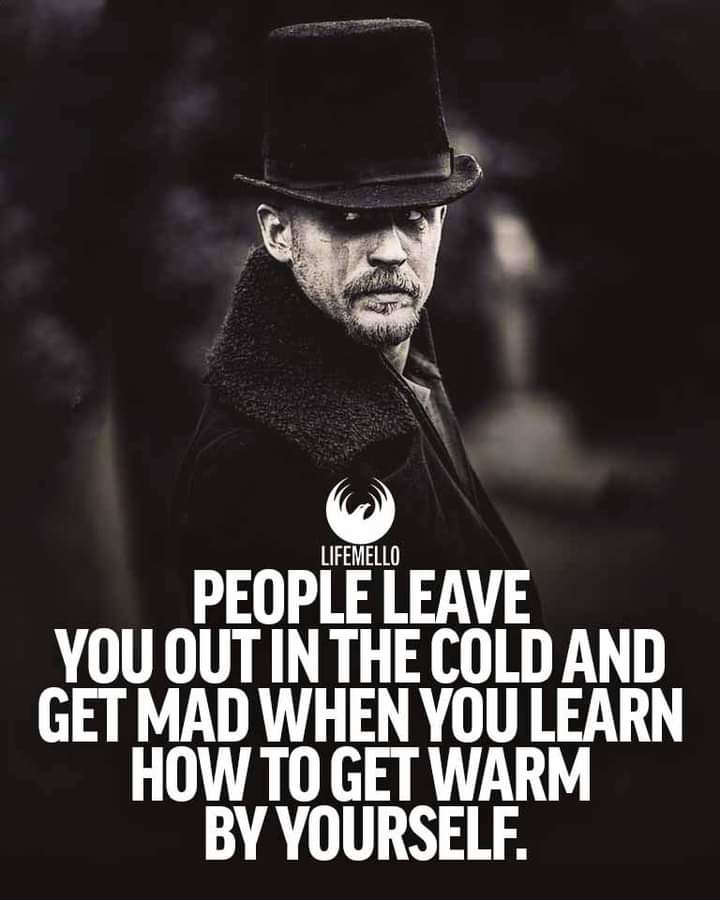 LIFEMELLO
PEOPLE LEAVE
YOU OUT IN THE COLD AND
GET MAD WHEN YOU LEARN
HOW TO GET WARM
BY YOURSELF.